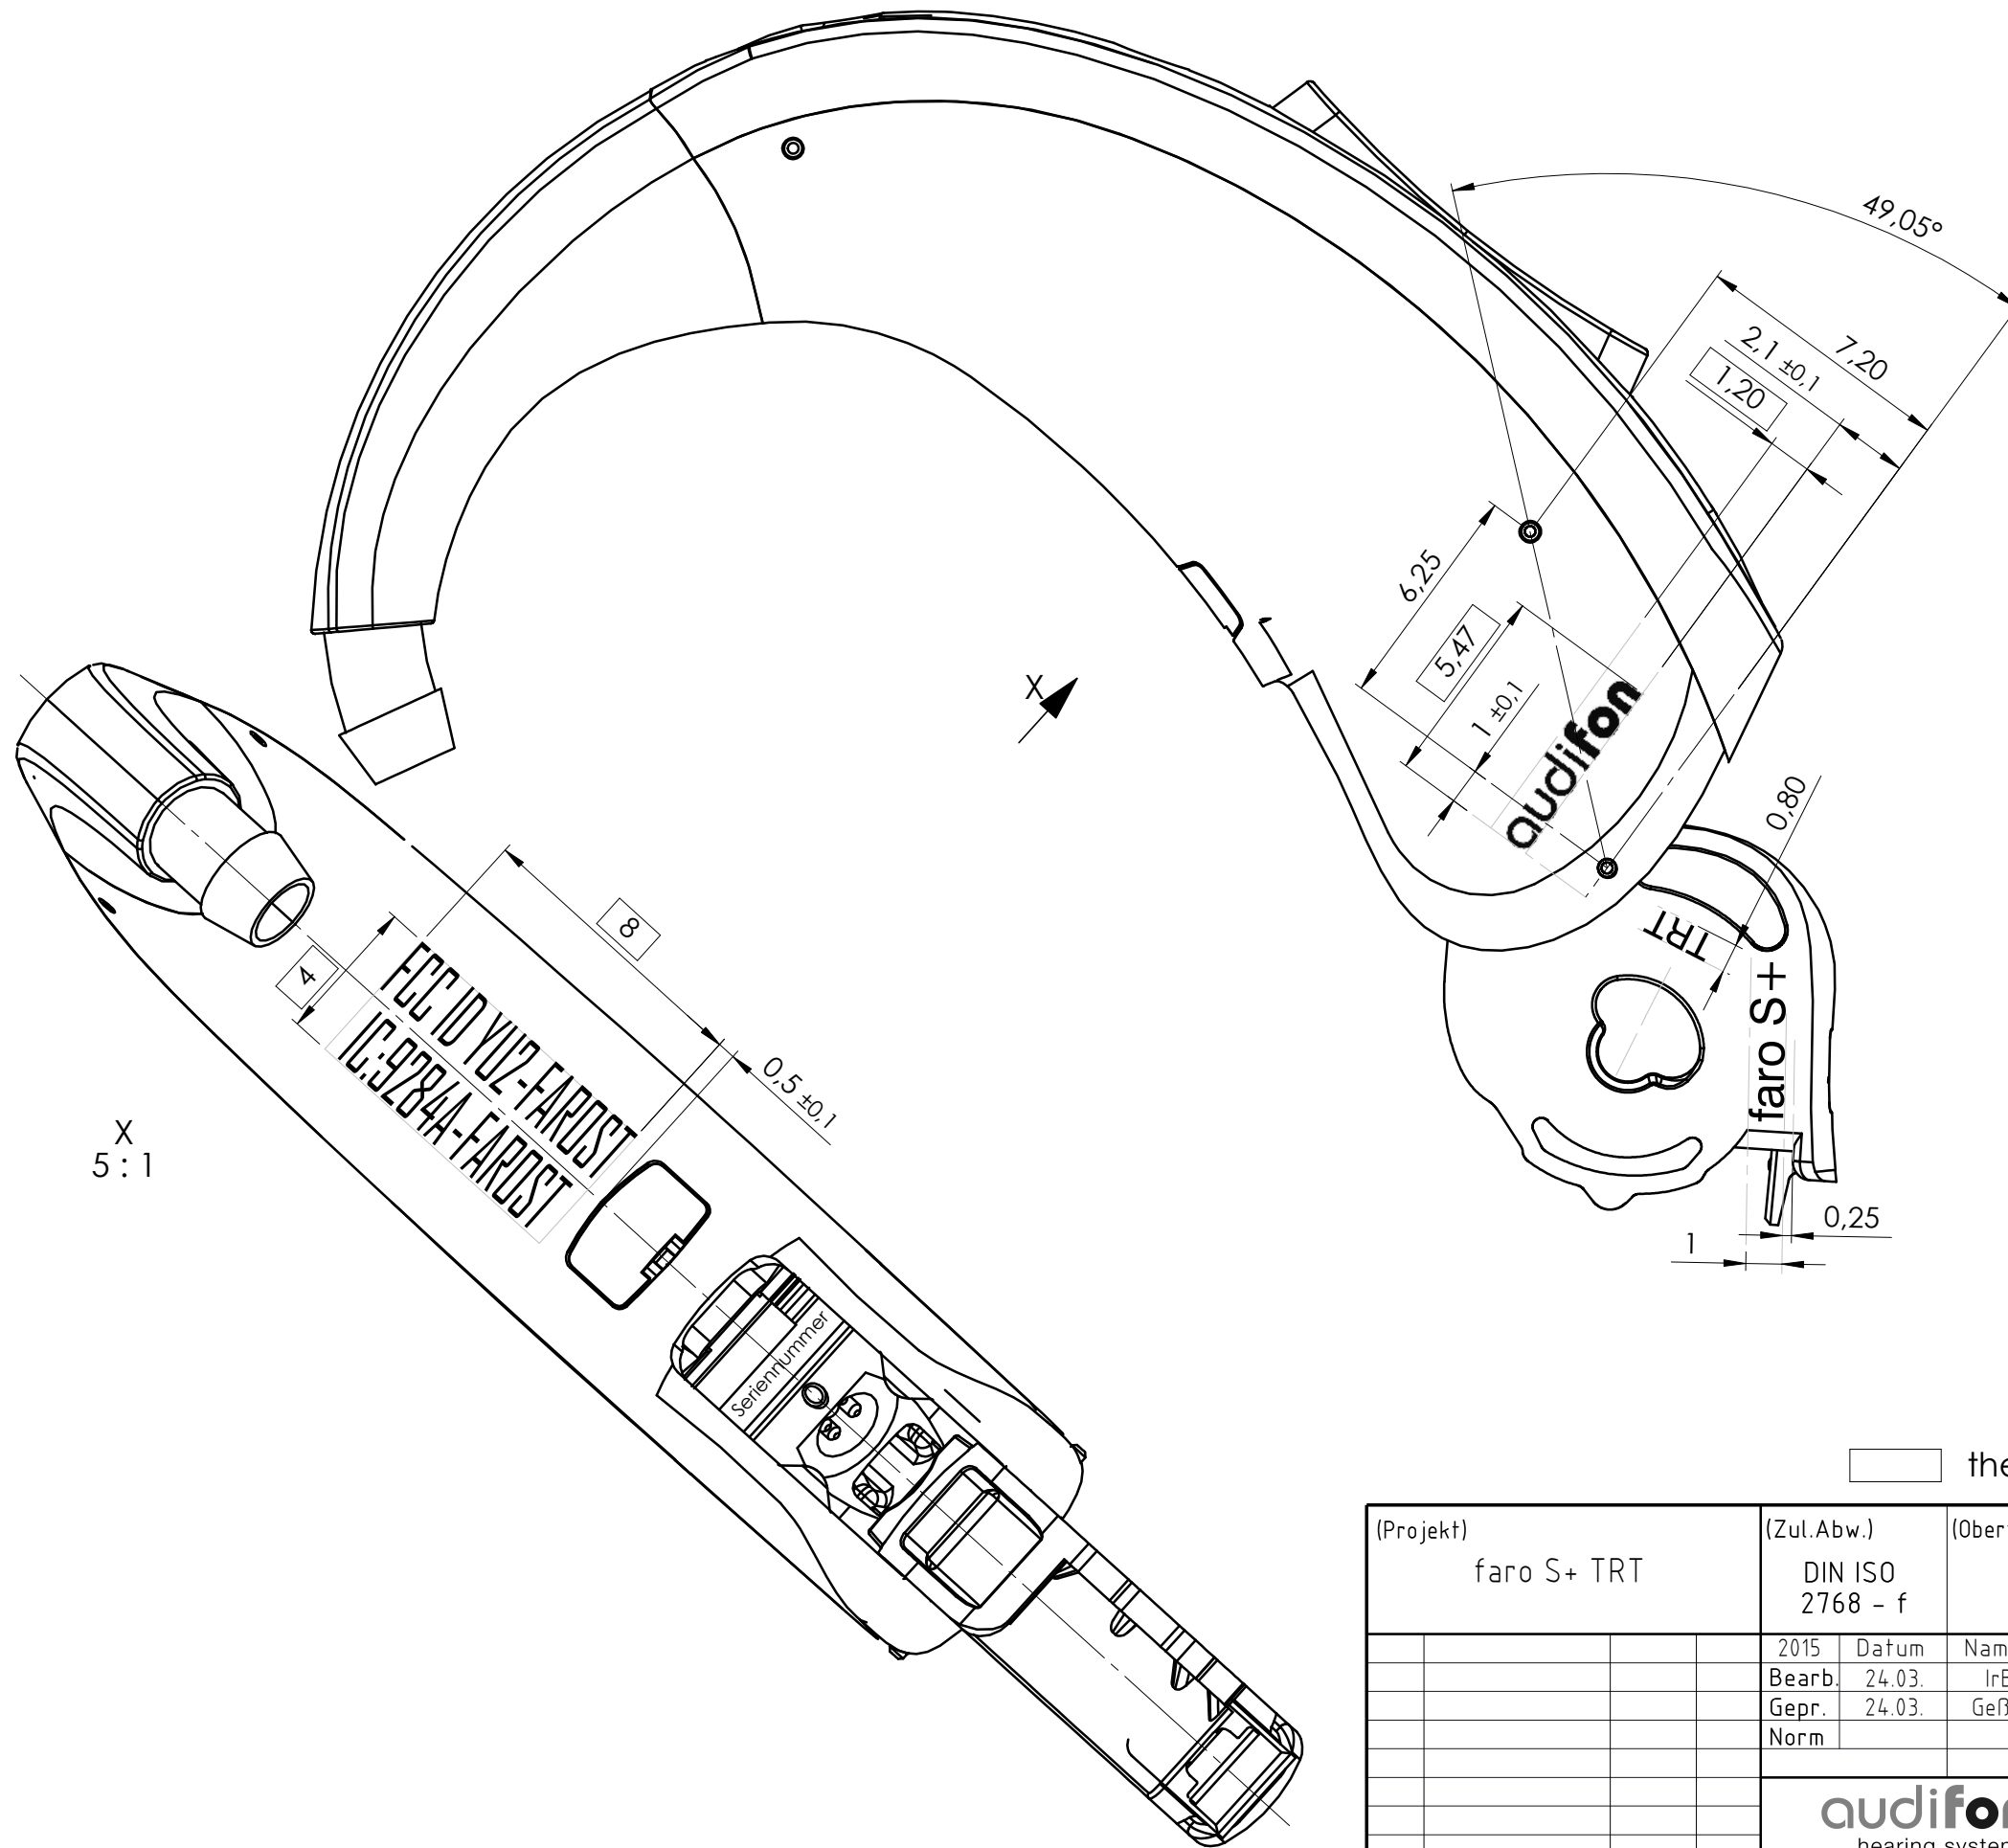 49,05°
7,20
2,1 ±0,1
1,20
6,25
5,47
1 ±0,1
audifon
X
0,80
TRT
faro S+
0,25
1
8
4
FCC ID YU2-FAROST
IC:9284A-FAROST
0,5 ±0,1
X
5 : 1
Seriennummer
(Projekt)
faro S+ TRT
(Zul.Abw.)
DIN ISO
2768 - f
2015 Datum
Bearb. 24.03.
Gepr. 24.03.
Norm
hearing